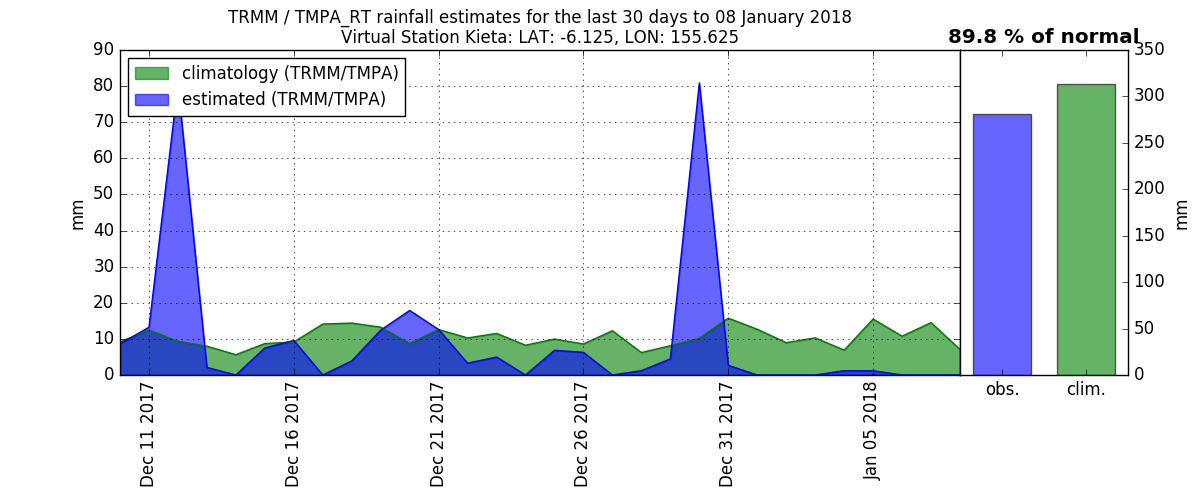 TRMM / TMPA_RT rainfall estimates for the last 30 days to 08 January 2018
Virtual Station Kieta: LAT: -6.125, LON: 155.625
89.8 % of normal
climatology (TRMM/TMPA)
estimated (TRMM/TMPA)
mm
90
80
70
60
50
40
30
20
10
0
Dec 11 2017
Dec 16 2017
Dec 21 2017
Dec 26 2017
Dec 31 2017
Jan 05 2018
obs.
clim.
350
300
250
200
150
100
50
0
mm